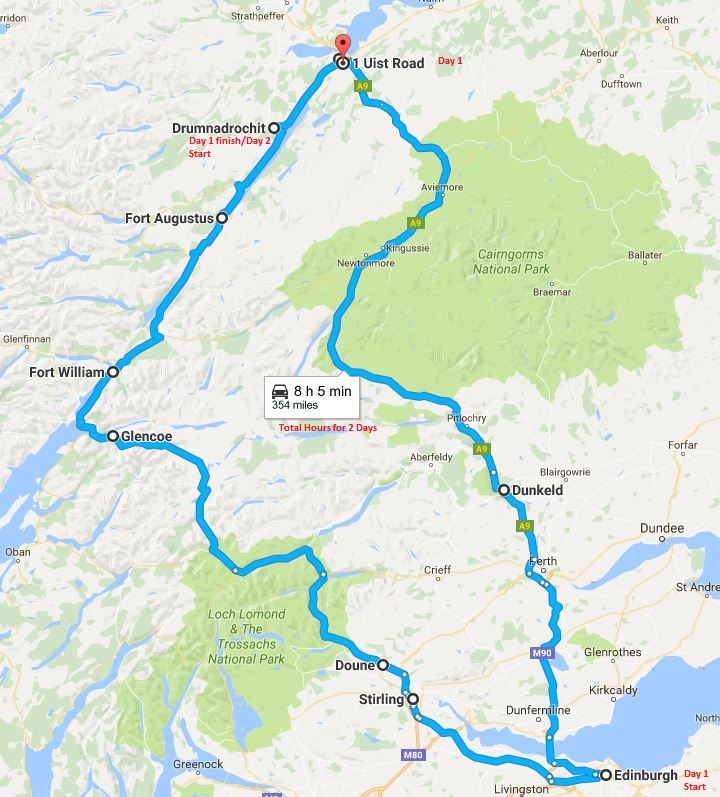 Strathpeffer
Nairn
Keith
rridon
1 Uist Road
Day 1
Aberlour
A9
Dufftown
Drumnadrochit
Day 1 finish/Day 2
Start
Aviemore
Fort Augustus
A9
Kingussie
Newtonmore
Cairngorms
National Park
Ballater
Braemar
Glenfinnan
Fort William
8 h 5 min
354 miles
Total Hours for 2 Days
Pitlochry
Glencoe
A9
Forfar
Aberfeldy
Blairgowrie
Dunkeld
A9
Dundee
Oban
Perth
Crieff
St Andre
Loch Lomond
& The
Trossachs
National Park
M90
Glenrothes
Doune
Kirkcaldy
Stirling
Dunfermline
North
M80
Greenock
Edinburgh
Day 1
Start
Livingston